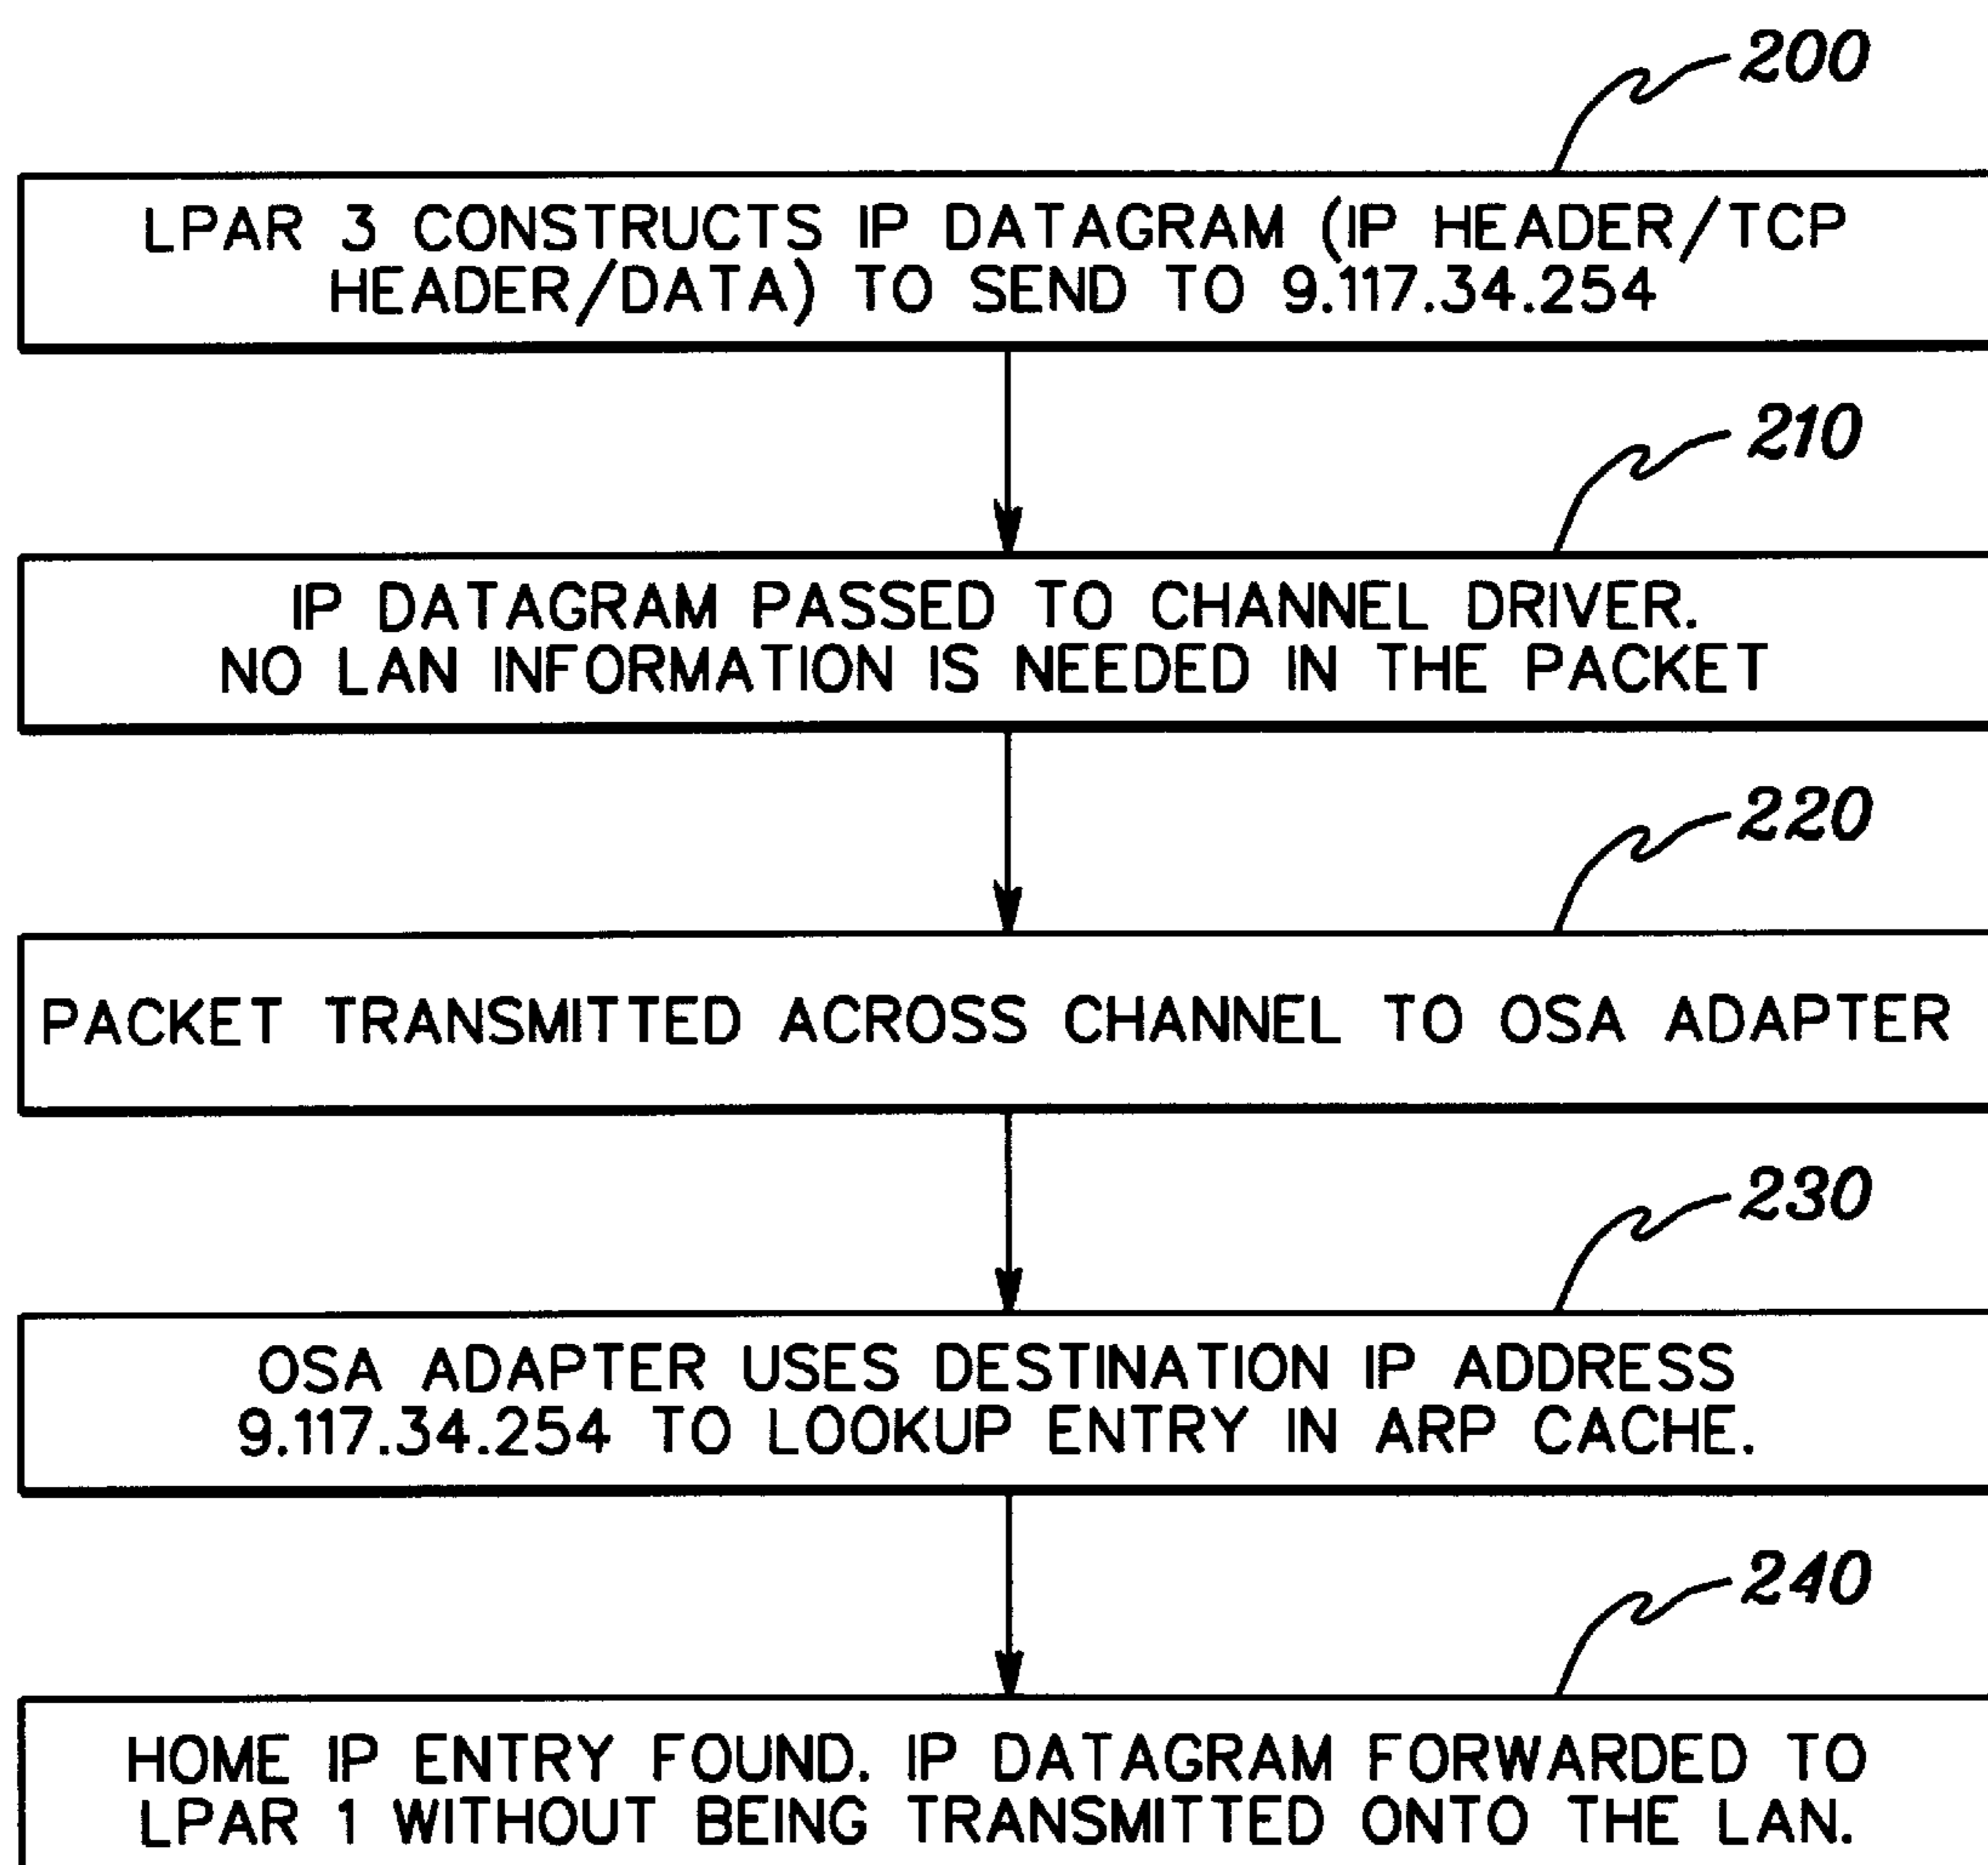 200
LPAR 3 CONSTRUCTS IP DATAGRAM (IP HEADER/TCP
HEADER/DATA) TO SEND TO 9.117.34.254
210
IP DATAGRAM PASSED TO CHANNEL DRIVER.
NO LAN INFORMATION IS NEEDED IN THE PACKET
220
PACKET TRANSMITTED ACROSS CHANNEL TO OSA ADAPTER
230
OSA ADAPTER USES DESTINATION IP ADDRESS
9.117.34.254 TO LOOKUP ENTRY IN ARP CACHE.
240
HOME IP ENTRY FOUND. IP DATAGRAM FORWARDED TO
LPAR 1 WITHOUT BEING TRANSMITTED ONTO THE LAN.